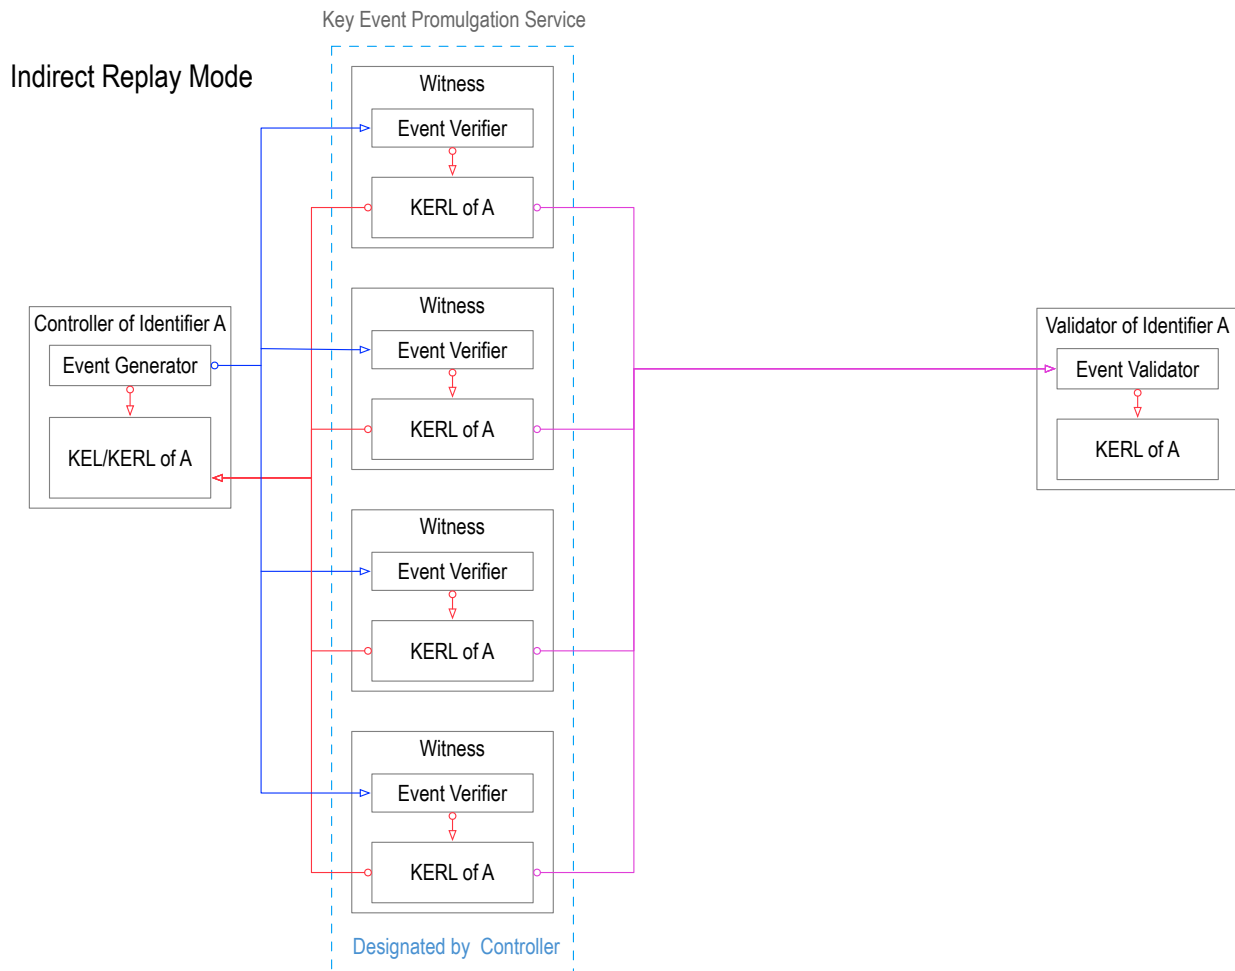 Key Event Promulgation Service
Indirect Replay Mode
Witness
Event Verifier
KERL of A
Witness
Event Verifier
KERL of A
Controller of Identifier A
Event Generator
KEL/KERL of A
Validator of Identifier A
Event Validator
KERL of A
Witness
Event Verifier
KERL of A
Witness
Event Verifier
KERL of A
Designated by Controller